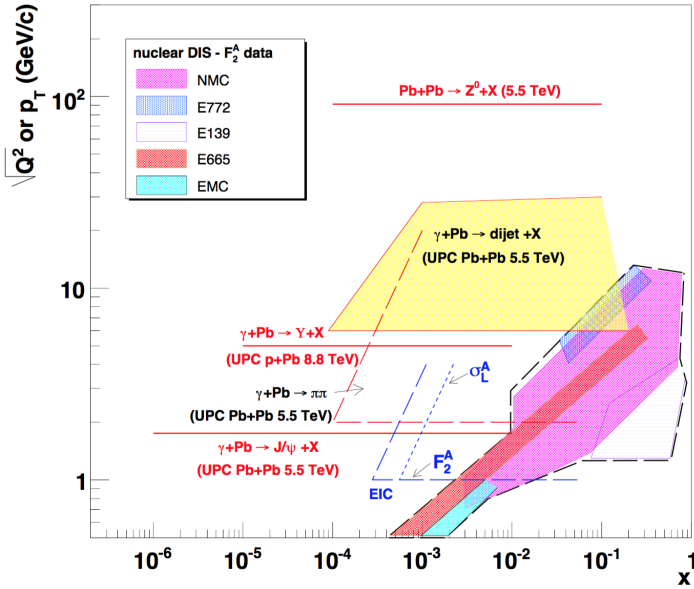 √Q² or p_T (GeV/c)
10²
10
1
nuclear DIS - F₂ᴬ data
NMC
E772
E139
E665
EMC
Pb+Pb → Z⁰+X (5.5 TeV)
γ+Pb → dijet +X
(UPC Pb+Pb 5.5 TeV)
γ+Pb → Υ+X
(UPC p+Pb 8.8 TeV)
γ+Pb → ππ
(UPC Pb+Pb 5.5 TeV)
γ+Pb → J/ψ +X
(UPC Pb+Pb 5.5 TeV)
σ_L^A
F₂ᴬ
EIC
10⁻⁶ 10⁻⁵ 10⁻⁴ 10⁻³ 10⁻² 10⁻¹ 1
x